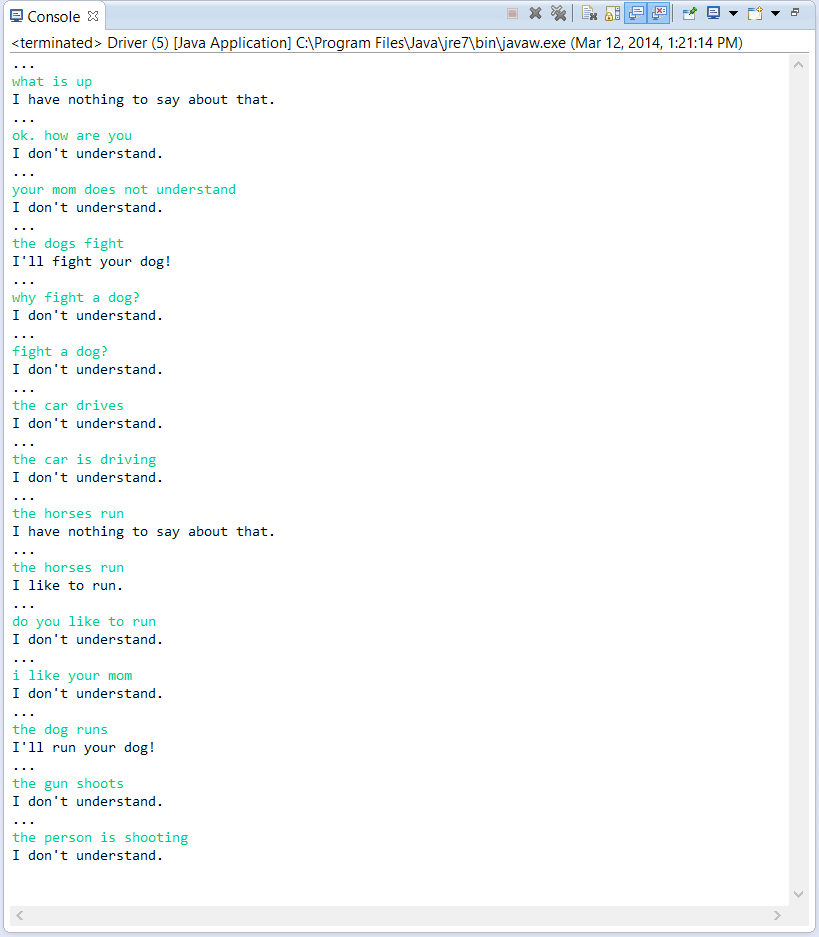 Console
<terminated> Driver (5) [Java Application] C:\Program Files\Java\jre7\bin\javaw.exe (Mar 12, 2014, 1:21:14 PM)
...
what is up
I have nothing to say about that.
...
ok. how are you
I don't understand.
...
your mom does not understand
I don't understand.
...
the dogs fight
I'll fight your dog!
...
why fight a dog?
I don't understand.
...
fight a dog?
I don't understand.
...
the car drives
I don't understand.
...
the car is driving
I don't understand.
...
the horses run
I have nothing to say about that.
...
the horses run
I like to run.
...
do you like to run
I don't understand.
...
i like your mom
I don't understand.
...
the dog runs
I'll run your dog!
...
the gun shoots
I don't understand.
...
the person is shooting
I don't understand.